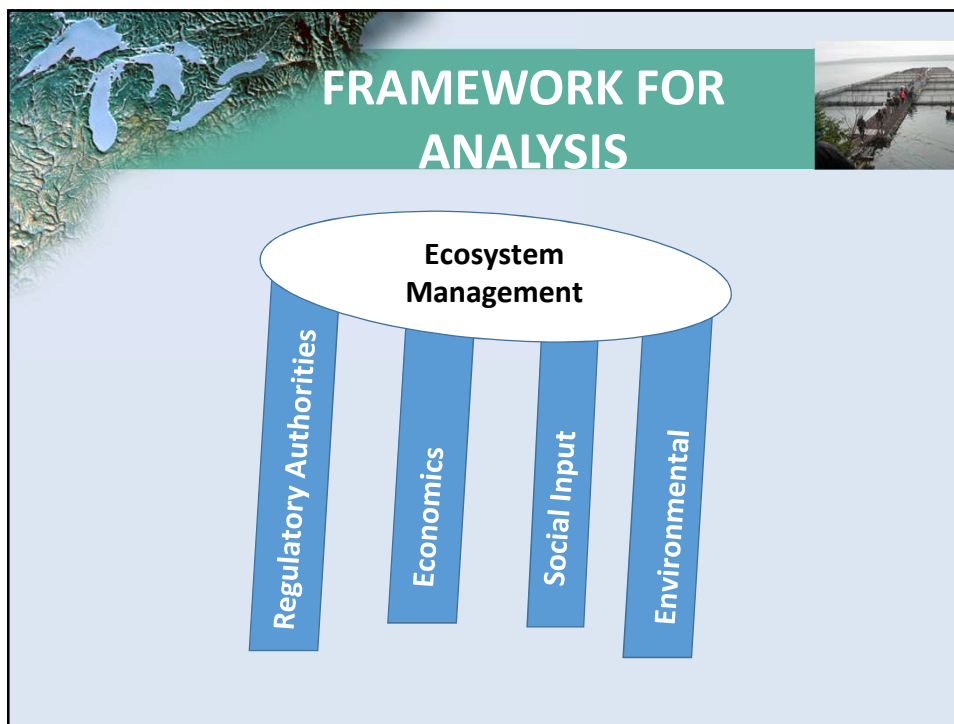 FRAMEWORK FOR
ANALYSIS
Ecosystem
Management
Regulatory Authorities
Economics
Social Input
Environmental